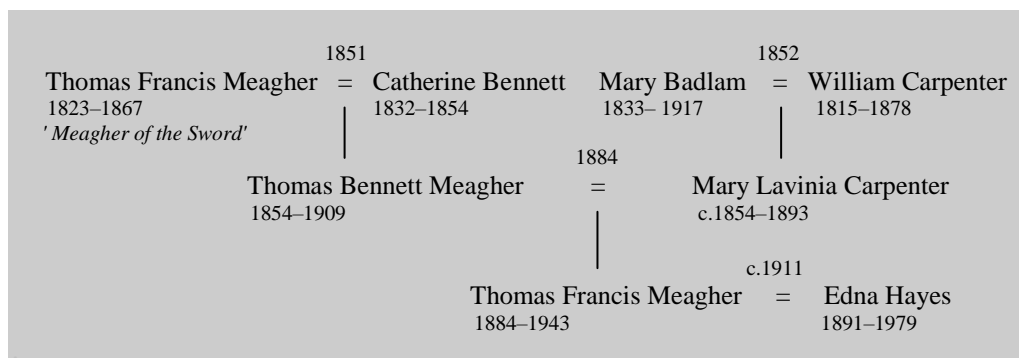 1851 1852
Thomas Francis Meagher = Catherine Bennett Mary Badlam = William Carpenter
1823–1867 1832–1854 1833– 1917 1815–1878
' Meagher of the Sword'
1884
Thomas Bennett Meagher = Mary Lavinia Carpenter
1854–1909 c.1854–1893
c.1911
Thomas Francis Meagher = Edna Hayes
1884–1943 1891–1979